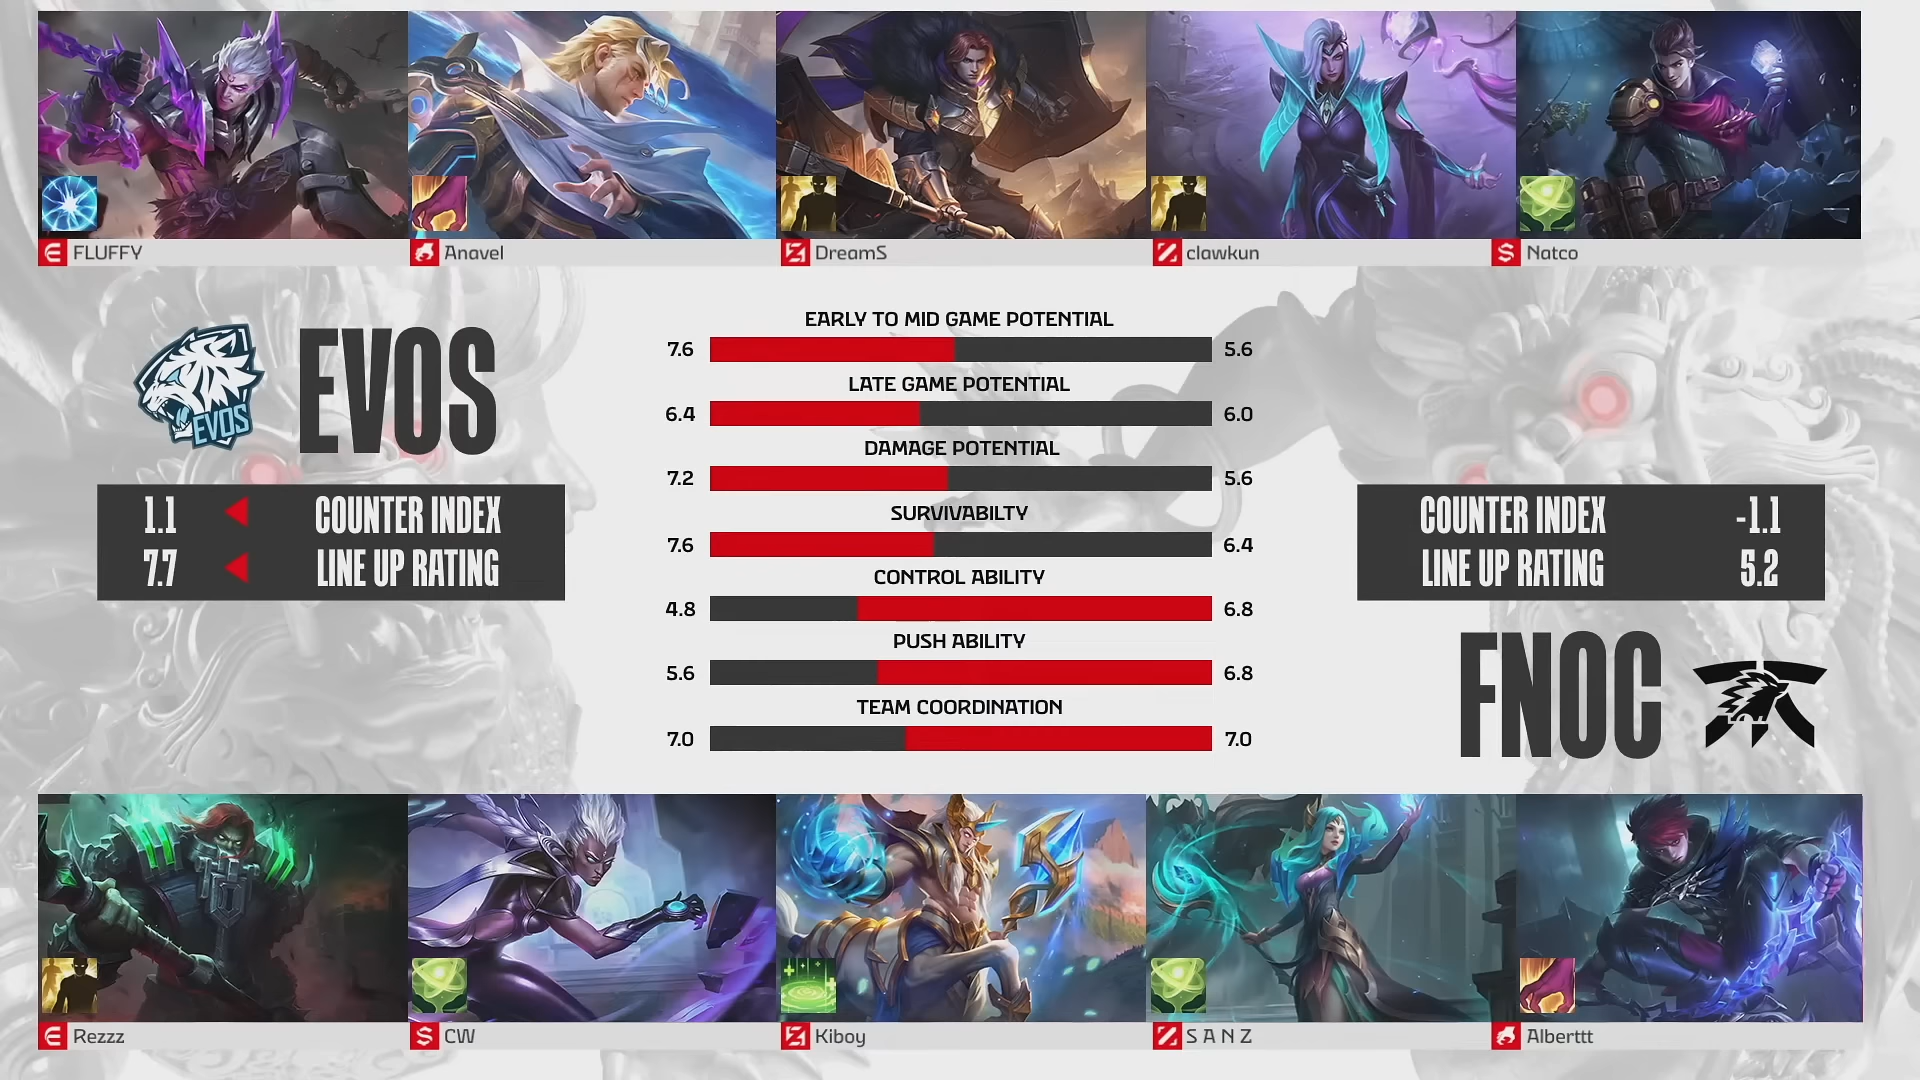 FLUFFY
Anavel
DreamS
clawkun
Natco
EVOS
EVOS
1.1 COUNTER INDEX
7.7 LINE UP RATING
EARLY TO MID GAME POTENTIAL
7.6 5.6
LATE GAME POTENTIAL
6.4 6.0
DAMAGE POTENTIAL
7.2 5.6
SURVIVABILTY
7.6 6.4
CONTROL ABILITY
4.8 6.8
PUSH ABILITY
5.6 6.8
TEAM COORDINATION
7.0 7.0
COUNTER INDEX -1.1
LINE UP RATING 5.2
FNOC
Rezzz
CW
Kiboy
S A N Z
Alberttt